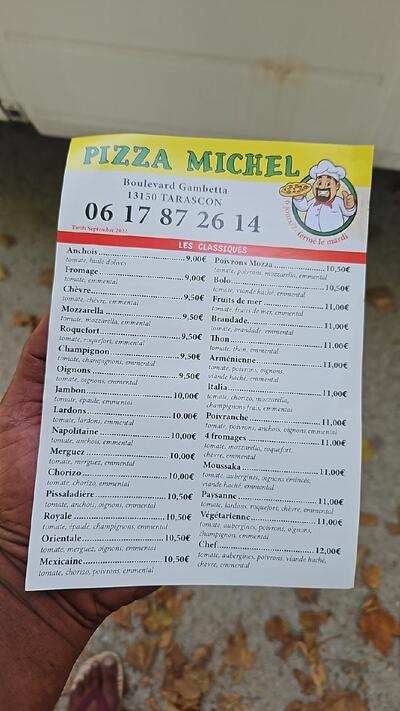 PIZZA MICHEL
Boulevard Gambetta
13150 TARASCON
06 17 87 26 14
Tarifs Septembre 2022
fermé le mardi
LES CLASSIQUES
Anchois 9,00€
tomate, huile d'olives
Fromage 9,00€
tomate, emmental
Chèvre 9,50€
tomate, chèvre, emmental
Mozzarella 9,50€
tomate, mozzarella, emmental
Roquefort 9,50€
tomate, roquefort, emmental
Champignon 9,50€
tomate, champignons, emmental
Oignons 9,50€
tomate, oignons, emmental
Jambon 10,00€
tomate, épaule, emmental
Lardons 10,00€
tomate, lardons, emmental
Napolitaine 10,00€
tomate, anchois, emmental
Merguez 10,00€
tomate, merguez, emmental
Chorizo 10,00€
tomate, chorizo, emmental
Pissaladière 10,50€
tomate, anchois, oignons, emmental
Royale 10,50€
tomate, épaule, champignons, emmental
Orientale 10,50€
tomate, merguez, oignons, emmental
Mexicaine 10,50€
tomate, chorizo, poivrons, emmental
Poivrons Mozza 10,50€
tomate, poivrons, mozzarella, emmental
Bolo 10,50€
tomate, viande haché, emmental
Fruits de mer 11,00€
tomate, fruits de mer, emmental
Brandade 11,00€
tomate, brandade, emmental
Thon 11,00€
tomate, thon, emmental
Arménienne 11,00€
tomate, poivrons, oignons,
viande haché, emmental
Italia 11,00€
tomate, chorizo, mozzarella,
champignons frais, emmental
Poivranche 11,00€
tomate, poivrons, anchois, oignons, emmental
4 fromages 11,00€
tomate, mozzarella, roquefort,
chèvre, emmental
Moussaka 11,00€
tomate, aubergines, oignons émincés,
viande haché, emmental
Paysanne 11,00€
tomate, lardons, roquefort, chèvre, emmental
Végétarienne 11,00€
tomate, aubergines, poivrons, oignons,
champignon, emmental
Chef 12,00€
tomate, aubergines, poivrons, viande haché,
chèvre, emmental